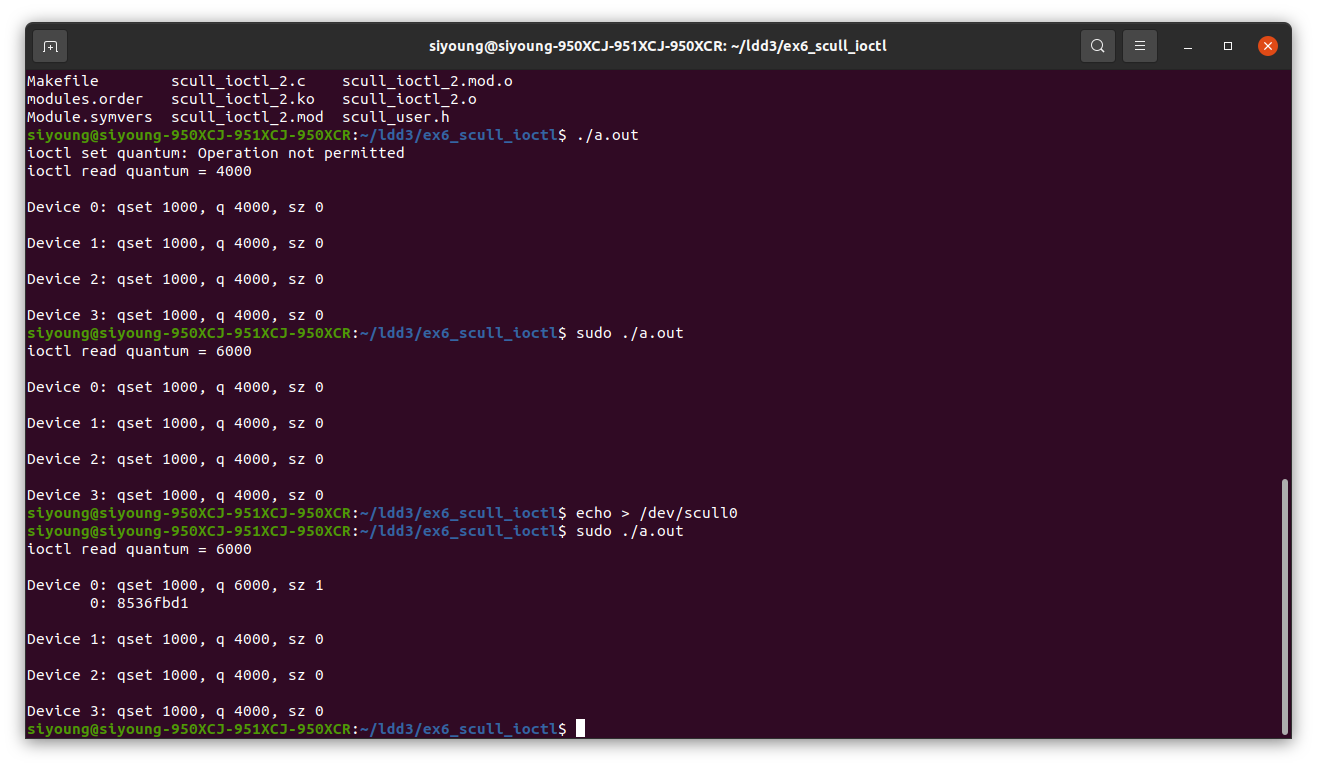 siyoung@siyoung-950XCJ-951XCJ-950XCR: ~/ldd3/ex6_scull_ioctl
Makefile        scull_ioctl_2.c    scull_ioctl_2.mod.o
modules.order   scull_ioctl_2.ko   scull_ioctl_2.o
Module.symvers  scull_ioctl_2.mod  scull_user.h
siyoung@siyoung-950XCJ-951XCJ-950XCR:~/ldd3/ex6_scull_ioctl$ ./a.out
ioctl set quantum: Operation not permitted
ioctl read quantum = 4000
Device 0: qset 1000, q 4000, sz 0
Device 1: qset 1000, q 4000, sz 0
Device 2: qset 1000, q 4000, sz 0
Device 3: qset 1000, q 4000, sz 0
siyoung@siyoung-950XCJ-951XCJ-950XCR:~/ldd3/ex6_scull_ioctl$ sudo ./a.out
ioctl read quantum = 6000
Device 0: qset 1000, q 4000, sz 0
Device 1: qset 1000, q 4000, sz 0
Device 2: qset 1000, q 4000, sz 0
Device 3: qset 1000, q 4000, sz 0
siyoung@siyoung-950XCJ-951XCJ-950XCR:~/ldd3/ex6_scull_ioctl$ echo > /dev/scull0
siyoung@siyoung-950XCJ-951XCJ-950XCR:~/ldd3/ex6_scull_ioctl$ sudo ./a.out
ioctl read quantum = 6000
Device 0: qset 1000, q 6000, sz 1
       0: 8536fbd1
Device 1: qset 1000, q 4000, sz 0
Device 2: qset 1000, q 4000, sz 0
Device 3: qset 1000, q 4000, sz 0
siyoung@siyoung-950XCJ-951XCJ-950XCR:~/ldd3/ex6_scull_ioctl$